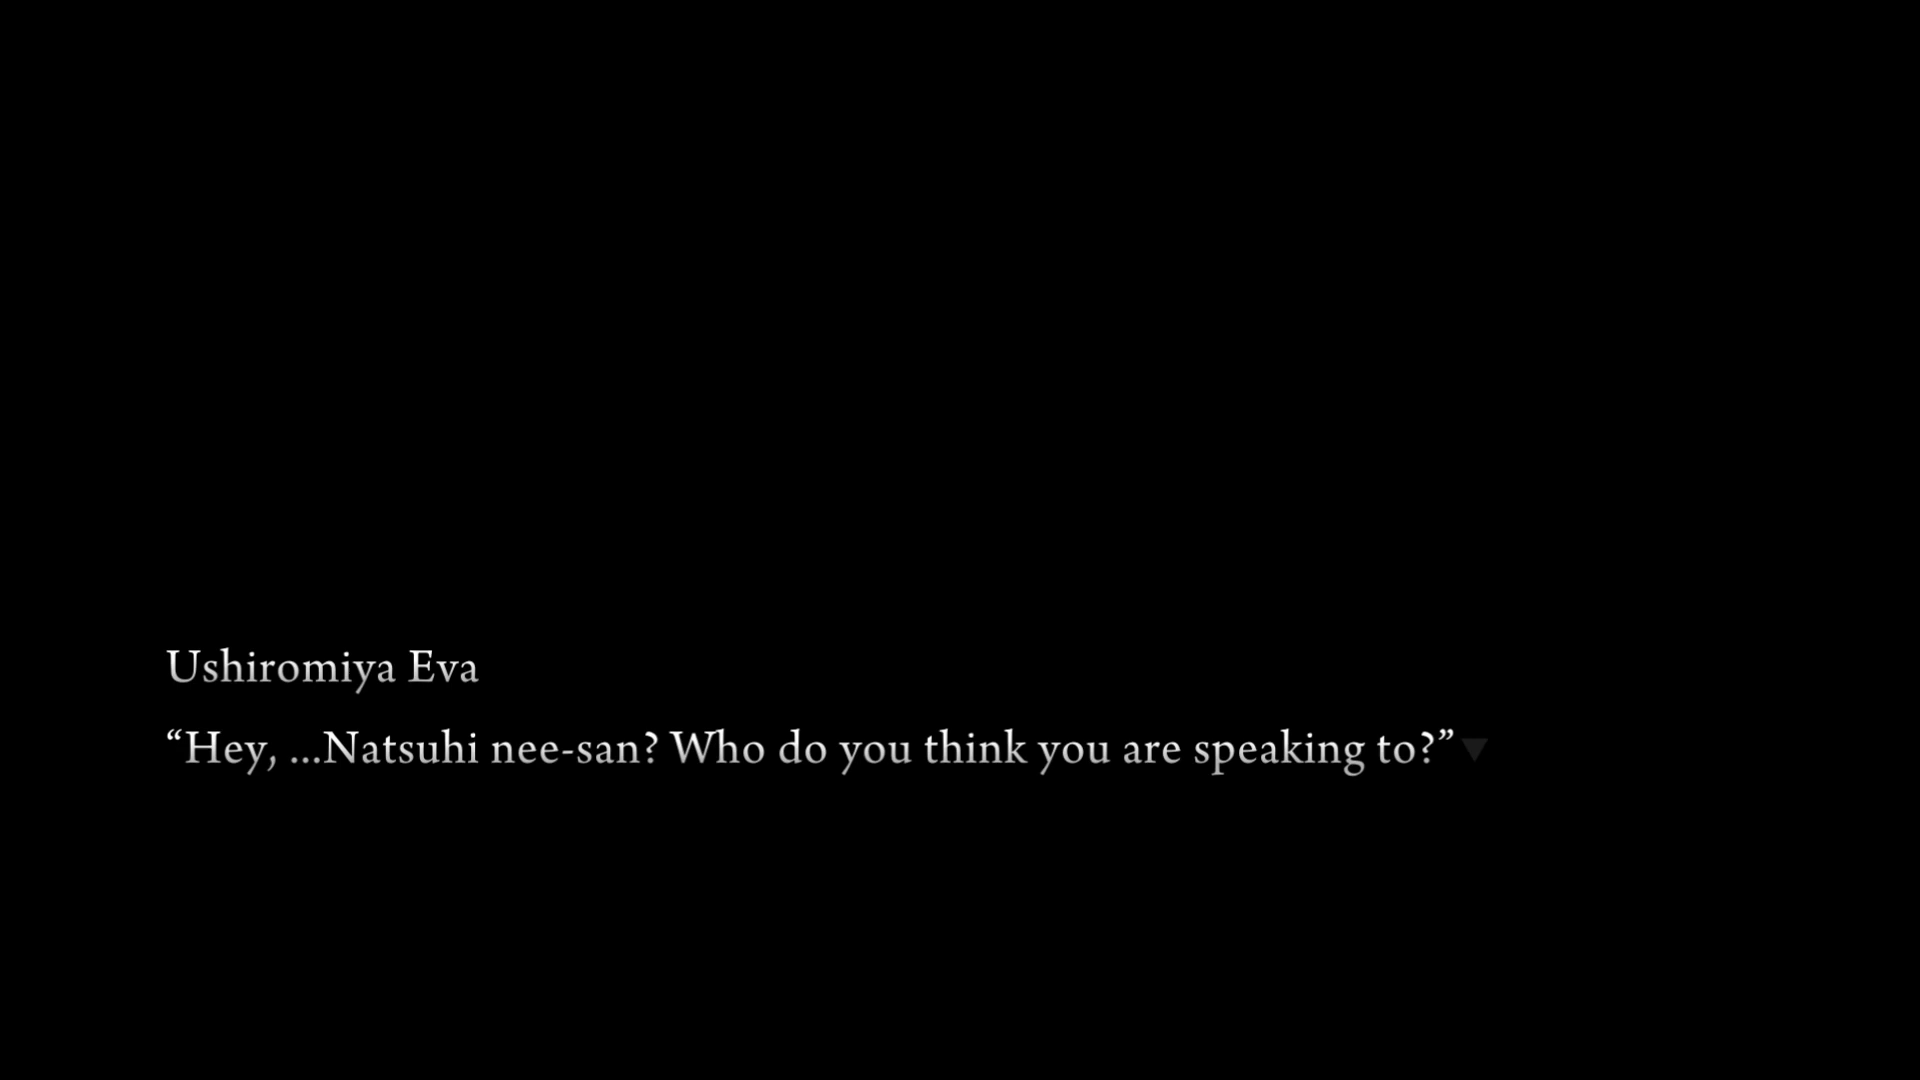 Ushiromiya Eva
“Hey, ...Natsuhi nee-san? Who do you think you are speaking to?”